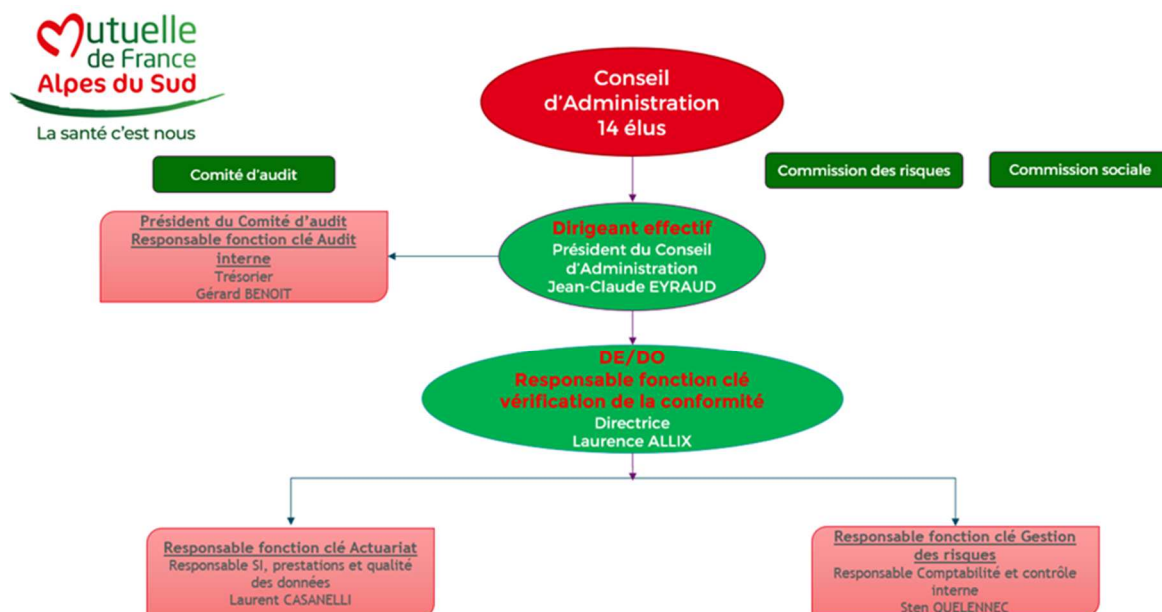 Mutuelle
de France
Alpes du Sud
La santé c'est nous
Conseil
d'Administration
14 élus
Comité d'audit
Commission des risques
Commission sociale
Président du Comité d'audit
Responsable fonction clé Audit
interne
Trésorier
Gérard BENOIT
Dirigeant effectif
Président du Conseil
d'Administration
Jean-Claude EYRAUD
DE/DO
Responsable fonction clé
vérification de la conformité
Directrice
Laurence ALLIX
Responsable fonction clé Actuariat
Responsable SI, prestations et qualité
des données
Laurent CASANELLI
Responsable fonction clé Gestion
des risques
Responsable Comptabilité et contrôle
interne
Sten QUELENNEC